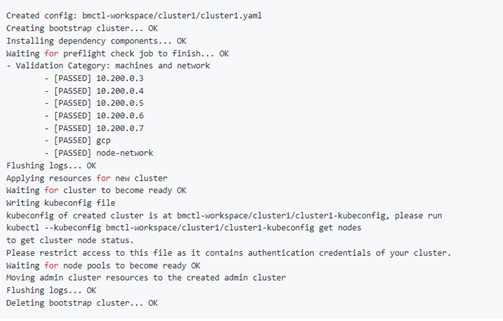 Created config: bmctl-workspace/cluster1/cluster1.yaml
Creating bootstrap cluster... OK
Installing dependency components... OK
Waiting for preflight check job to finish... OK
- Validation Category: machines and network
- [PASSED] 10.200.0.3
- [PASSED] 10.200.0.4
- [PASSED] 10.200.0.5
- [PASSED] 10.200.0.6
- [PASSED] 10.200.0.7
- [PASSED] gcp
- [PASSED] node-network
Flushing logs... OK
Applying resources for new cluster
Waiting for cluster to become ready OK
Writing kubeconfig file
kubeconfig of created cluster is at bmctl-workspace/cluster1/cluster1-kubeconfig, please run
kubectl --kubeconfig bmctl-workspace/cluster1/cluster1-kubeconfig get nodes
to get cluster node status.
Please restrict access to this file as it contains authentication credentials of your cluster.
Waiting for node pools to become ready OK
Moving admin cluster resources to the created admin cluster
Flushing logs... OK
Deleting bootstrap cluster... OK